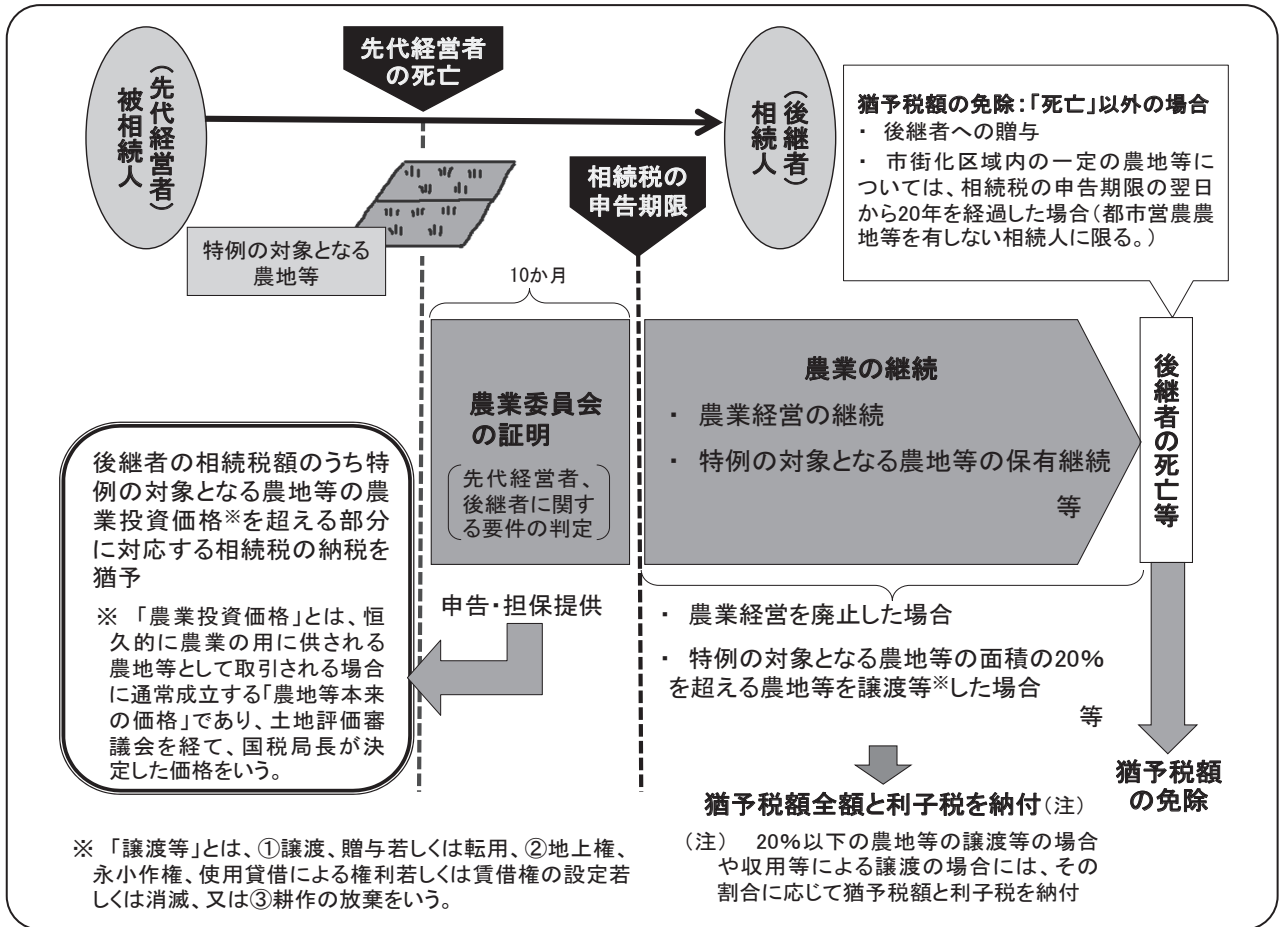 先代経営者
の死亡
被相続人
（先代経営者）
相続人
（後継者）
特例の対象となる
農地等
相続税の
申告期限
猶予税額の免除：「死亡」以外の場合
・ 後継者への贈与
・ 市街化区域内の一定の農地等に
ついては、相続税の申告期限の翌日
から20年を経過した場合（都市営農農
地等を有しない相続人に限る。）
10か月
農業委員会
の証明
先代経営者、
後継者に関す
る要件の判定
農業の継続
・ 農業経営の継続
・ 特例の対象となる農地等の保有継続
等
後継者の死亡等
後継者の相続税額のうち特
例の対象となる農地等の農
業投資価格※を超える部分
に対応する相続税の納税を
猶予
※ 「農業投資価格」とは、恒
久的に農業の用に供される
農地等として取引される場合
に通常成立する「農地等本来
の価格」であり、土地評価審
議会を経て、国税局長が決
定した価格をいう。
申告・担保提供
・ 農業経営を廃止した場合
・ 特例の対象となる農地等の面積の20%
を超える農地等を譲渡等※した場合
等
猶予税額全額と利子税を納付（注）
（注） 20%以下の農地等の譲渡等の場合
や収用等による譲渡の場合には、その
割合に応じて猶予税額と利子税を納付
猶予税額
の免除
※ 「譲渡等」とは、①譲渡、贈与若しくは転用、②地上権、
永小作権、使用貸借による権利若しくは賃借権の設定若
しくは消滅、又は③耕作の放棄をいう。